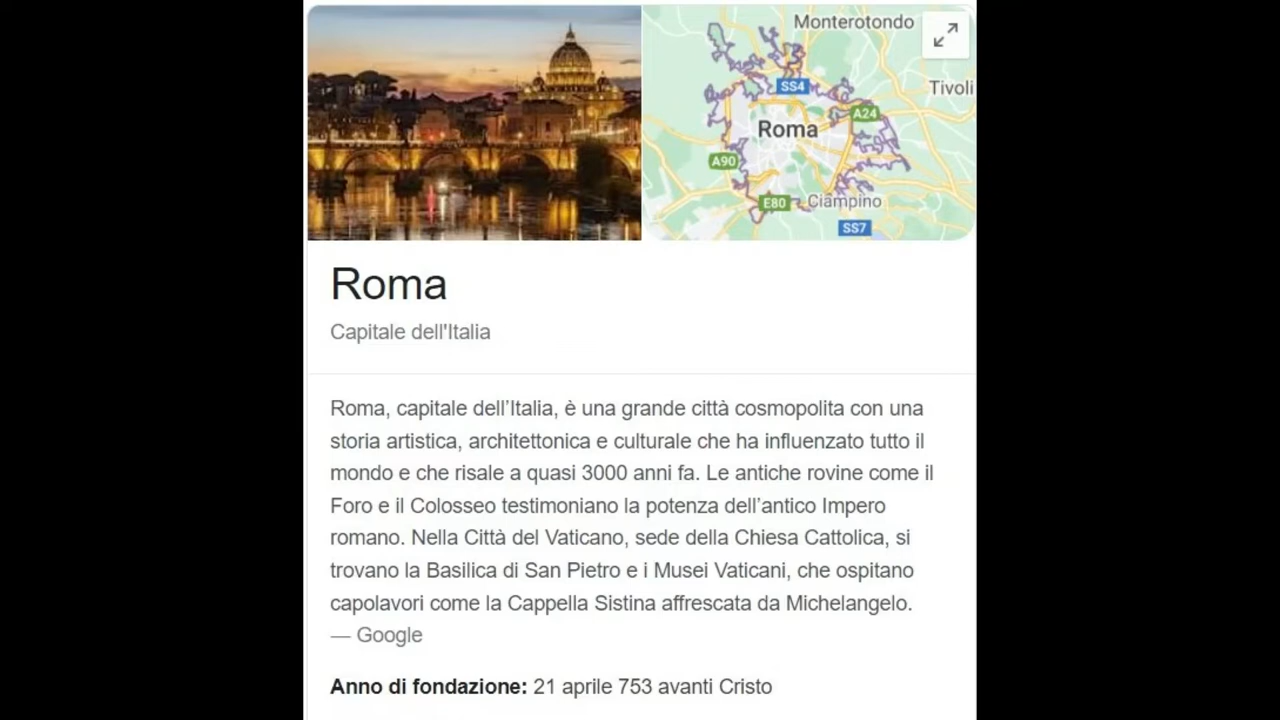 Monterotondo
SS4
Tivoli
A24
Roma
A90
E80
Ciampino
SS7
Roma
Capitale dell'Italia
Roma, capitale dell’Italia, è una grande città cosmopolita con una
storia artistica, architettonica e culturale che ha influenzato tutto il
mondo e che risale a quasi 3000 anni fa. Le antiche rovine come il
Foro e il Colosseo testimoniano la potenza dell’antico Impero
romano. Nella Città del Vaticano, sede della Chiesa Cattolica, si
trovano la Basilica di San Pietro e i Musei Vaticani, che ospitano
capolavori come la Cappella Sistina affrescata da Michelangelo.
— Google
Anno di fondazione: 21 aprile 753 avanti Cristo